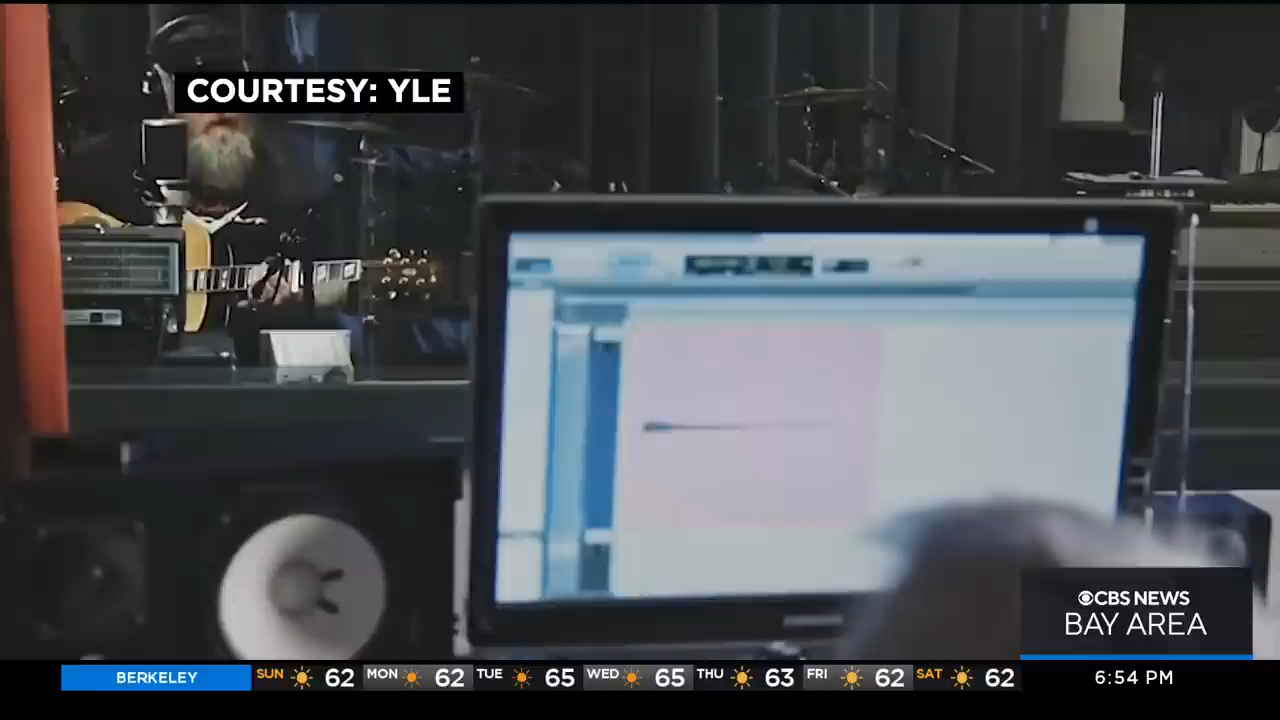 COURTESY: YLE
CBS NEWS
BAY AREA
BERKELEY SUN 62 MON 62 TUE 65 WED 65 THU 63 FRI 62 SAT 62 6:54 PM